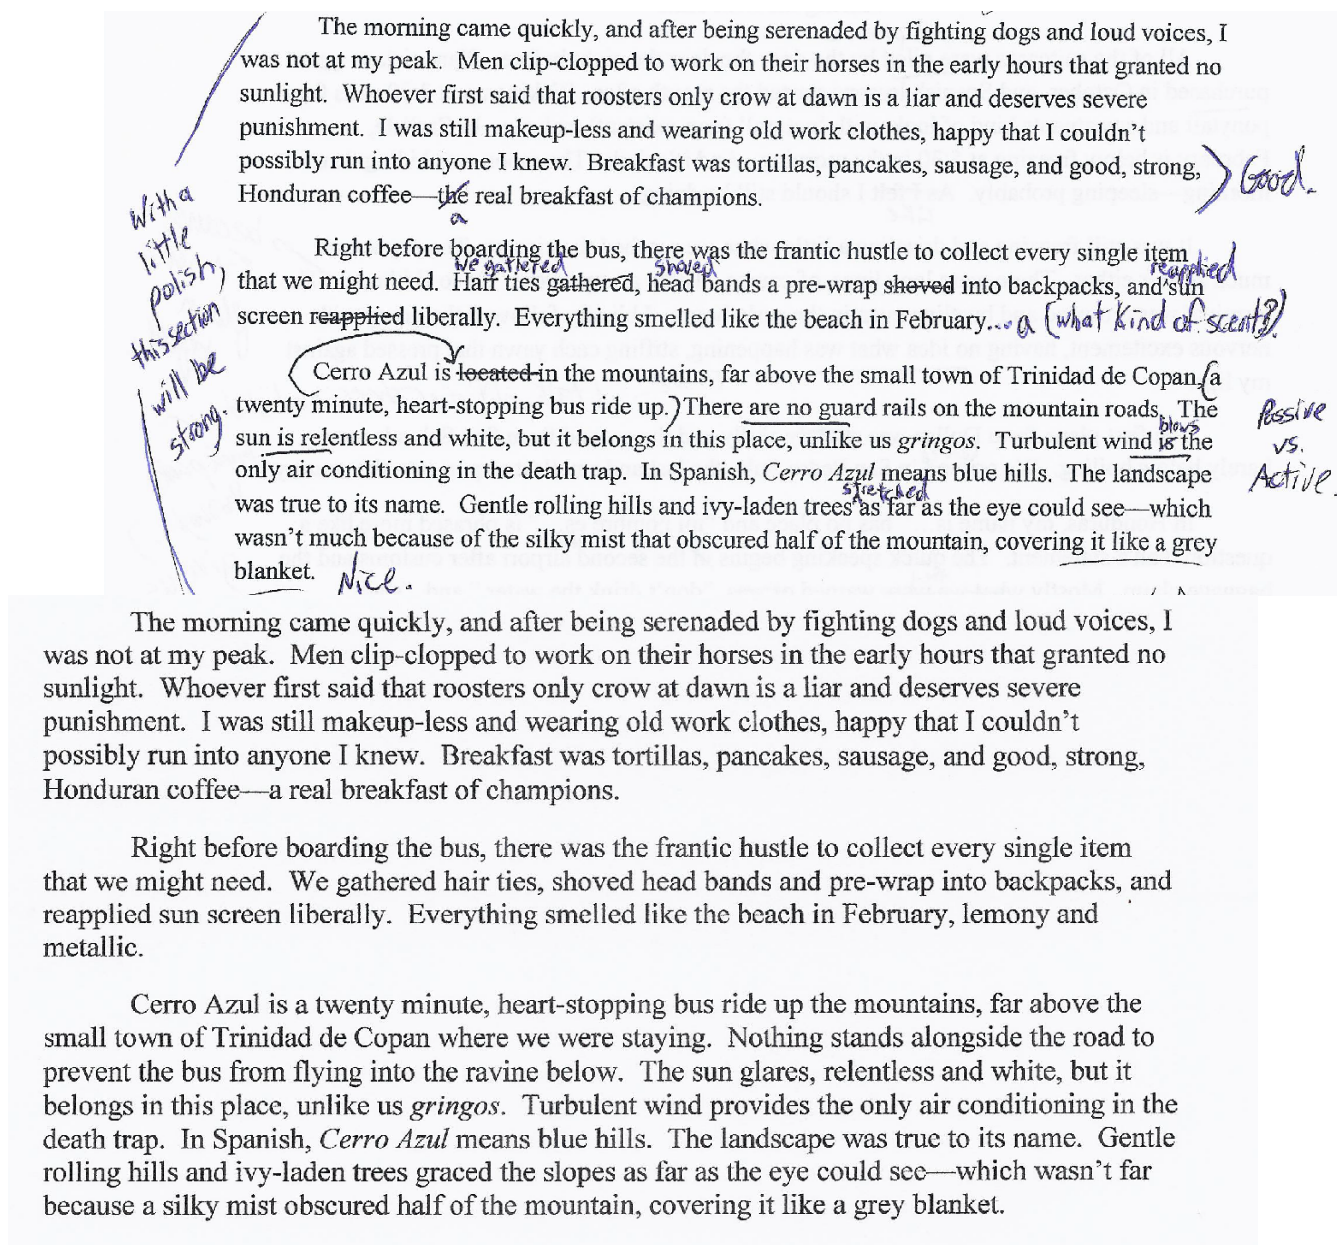 The morning came quickly, and after being serenaded by fighting dogs and loud voices, I
was not at my peak. Men clip-clopped to work on their horses in the early hours that granted no
sunlight. Whoever first said that roosters only crow at dawn is a liar and deserves severe
punishment. I was still makeup-less and wearing old work clothes, happy that I couldn't
possibly run into anyone I knew. Breakfast was tortillas, pancakes, sausage, and good, strong,
Good.
Honduran coffee—the real breakfast of champions.
a
With a
little
polish,
this section
will be
strong.
Right before boarding the bus, there was the frantic hustle to collect every single item
we gathered shoved reapplied
that we might need. Hair ties gathered, head bands a pre-wrap shoved into backpacks, and sun
screen reapplied liberally. Everything smelled like the beach in February... a (what kind of scent?)
Cerro Azul is located in the mountains, far above the small town of Trinidad de Copan, (a
twenty minute, heart-stopping bus ride up.) There are no guard rails on the mountain roads. The
blows
sun is relentless and white, but it belongs in this place, unlike us gringos. Turbulent wind is the
Passive
vs.
Active.
only air conditioning in the death trap. In Spanish, Cerro Azul means blue hills. The landscape
stretched
was true to its name. Gentle rolling hills and ivy-laden trees as far as the eye could see—which
wasn't much because of the silky mist that obscured half of the mountain, covering it like a grey
blanket. Nice.
The morning came quickly, and after being serenaded by fighting dogs and loud voices, I
was not at my peak. Men clip-clopped to work on their horses in the early hours that granted no
sunlight. Whoever first said that roosters only crow at dawn is a liar and deserves severe
punishment. I was still makeup-less and wearing old work clothes, happy that I couldn't
possibly run into anyone I knew. Breakfast was tortillas, pancakes, sausage, and good, strong,
Honduran coffee—a real breakfast of champions.
Right before boarding the bus, there was the frantic hustle to collect every single item
that we might need. We gathered hair ties, shoved head bands and pre-wrap into backpacks, and
reapplied sun screen liberally. Everything smelled like the beach in February, lemony and
metallic.
Cerro Azul is a twenty minute, heart-stopping bus ride up the mountains, far above the
small town of Trinidad de Copan where we were staying. Nothing stands alongside the road to
prevent the bus from flying into the ravine below. The sun glares, relentless and white, but it
belongs in this place, unlike us gringos. Turbulent wind provides the only air conditioning in the
death trap. In Spanish, Cerro Azul means blue hills. The landscape was true to its name. Gentle
rolling hills and ivy-laden trees graced the slopes as far as the eye could see—which wasn't far
because a silky mist obscured half of the mountain, covering it like a grey blanket.